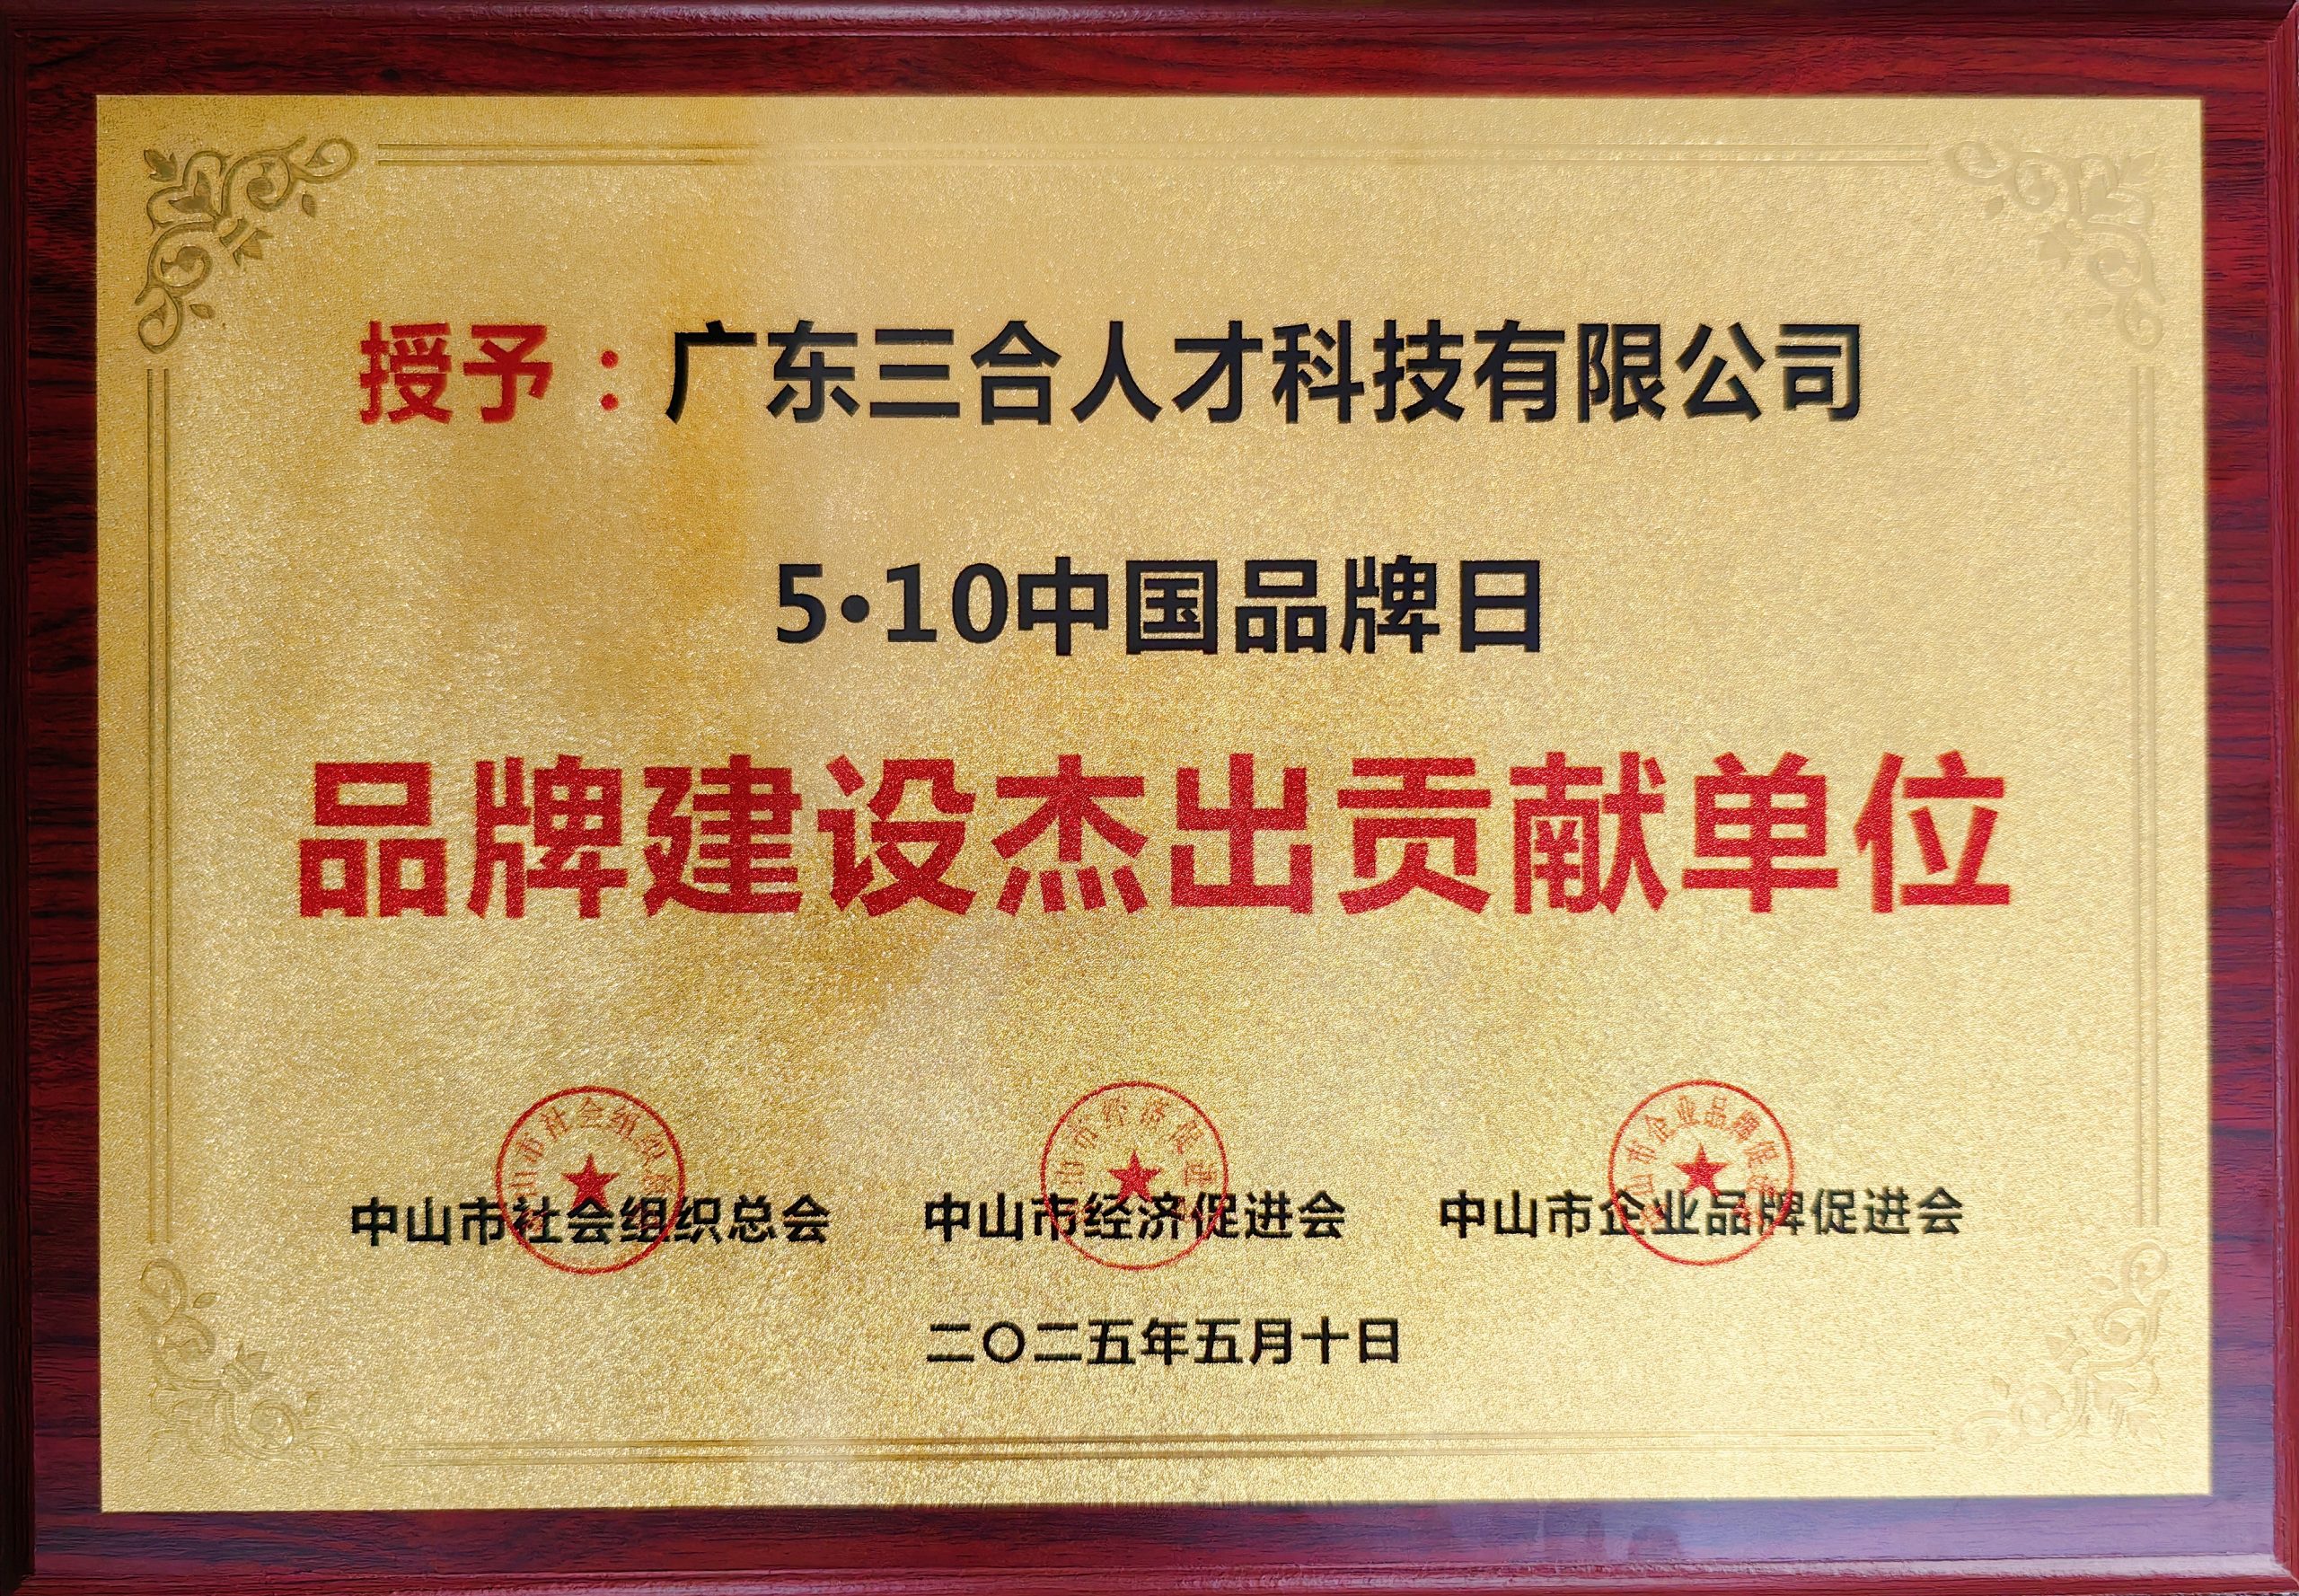 授予：广东三合人才科技有限公司
5·10中国品牌日
品牌建设杰出贡献单位
中山市社会组织总会 中山市经济促进会 中山市企业品牌促进会
二〇二五年五月十日